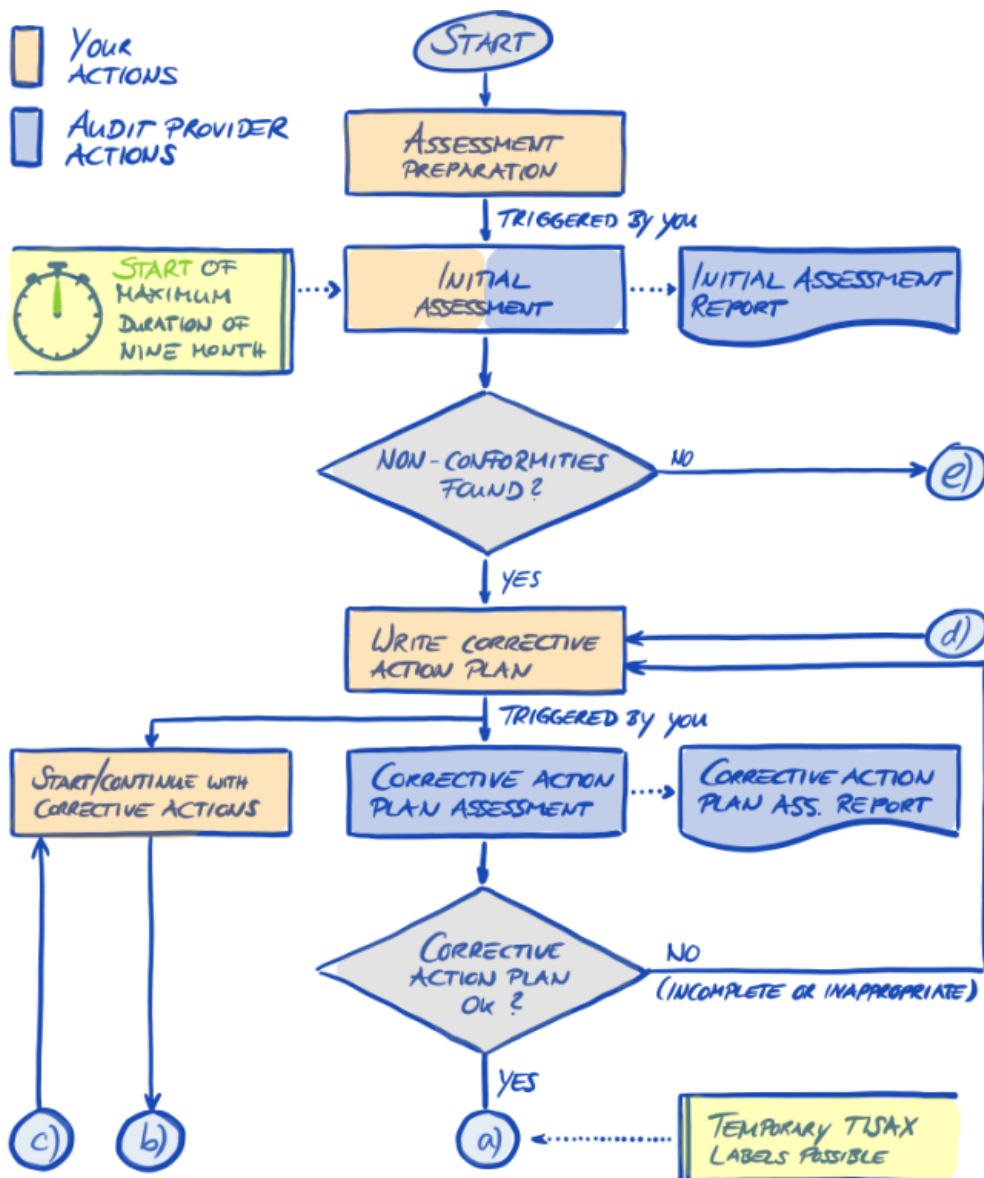 YOUR
ACTIONS
AUDIT PROVIDER
ACTIONS
START
ASSESSMENT
PREPARATION
TRIGGERED BY YOU
START OF
MAXIMUM
DURATION OF
NINE MONTH
INITIAL
ASSESSMENT
INITIAL ASSESSMENT
REPORT
NON-CONFORMITIES
FOUND?
NO
e)
YES
WRITE CORRECTIVE
ACTION PLAN
d)
TRIGGERED BY YOU
START/CONTINUE WITH
CORRECTIVE ACTIONS
CORRECTIVE ACTION
PLAN ASSESSMENT
CORRECTIVE ACTION
PLAN ASS. REPORT
CORRECTIVE
ACTION PLAN
OK?
NO
(INCOMPLETE OR INAPPROPRIATE)
YES
c)
b)
a)
TEMPORARY TISAX
LABELS POSSIBLE